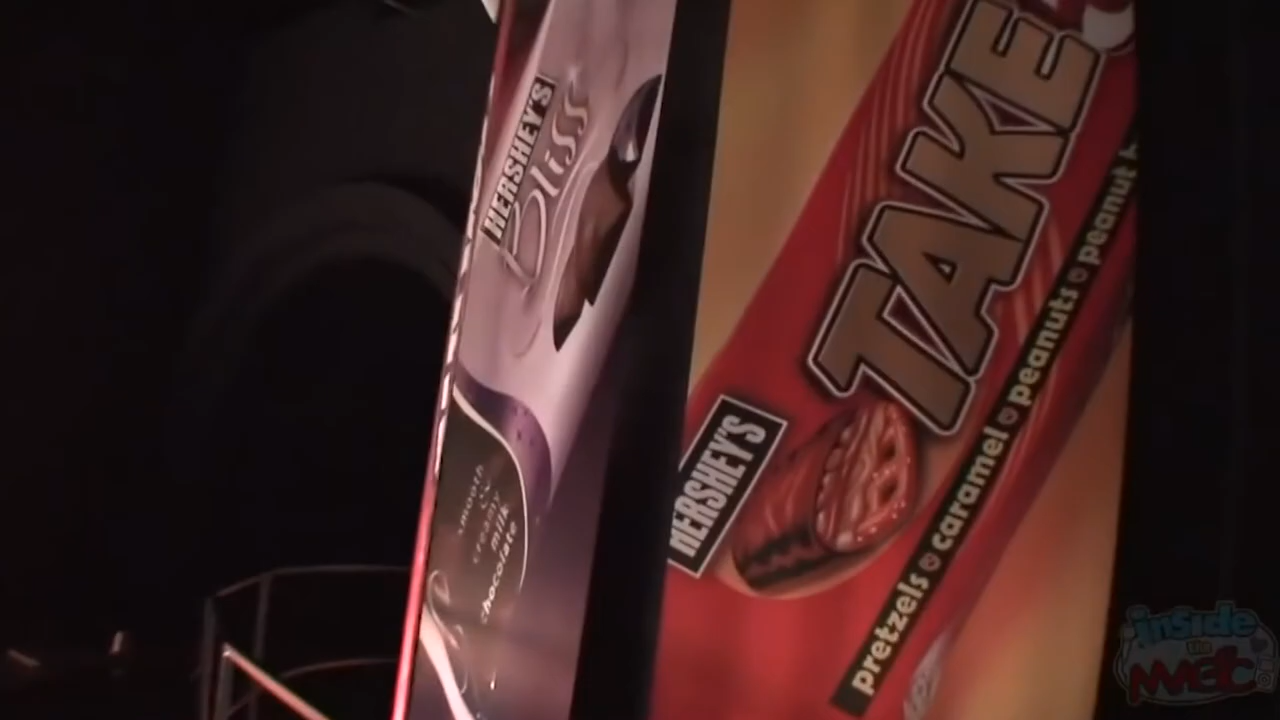 HERSHEY'S
Bliss
smooth
&
creamy
milk
chocolate
HERSHEY'S
TAKE
pretzels caramel peanuts peanut
inside
the
MAGIC